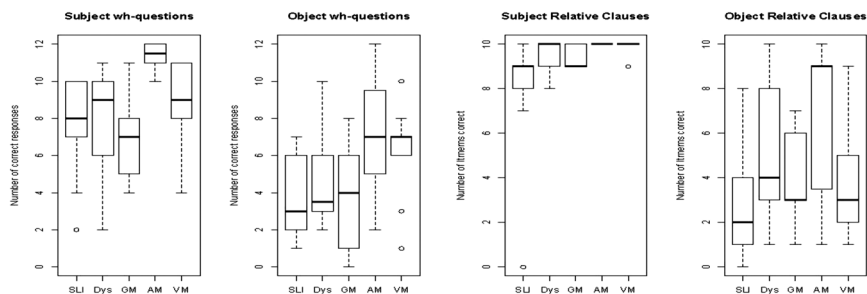 Subject wh-questions
Number of correct responses
12
10
8
6
4
2
0
SLI Dys GM AM VM
Object wh-questions
Number of correct responses
12
10
8
6
4
2
0
SLI Dys GM AM VM
Subject Relative Clauses
Number of Itmems correct
10
8
6
4
2
0
SLI Dys GM AM VM
Object Relative Clauses
Number of Itmems correct
10
8
6
4
2
0
SLI Dys GM AM VM